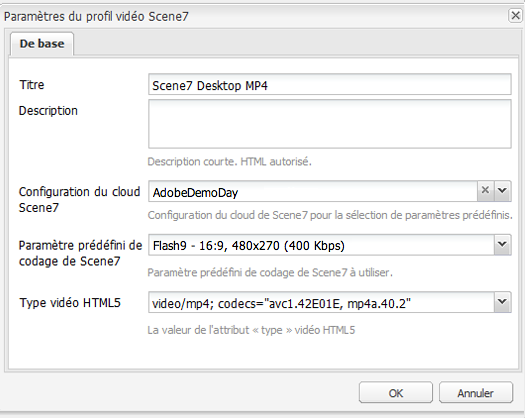 Paramètres du profil vidéo Scene7
De base
Titre
Scene7 Desktop MP4
Description
Description courte. HTML autorisé.
Configuration du cloud
Scene7
AdobeDemoDay
Configuration du cloud de Scene7 pour la sélection de paramètres prédéfinis.
Paramètre prédéfini de
codage de Scene7
Flash9 - 16:9, 480x270 (400 Kbps)
Paramètre prédéfini de codage de Scene7 à utiliser.
Type vidéo HTML5
video/mp4; codecs="avc1.42E01E, mp4a.40.2"
La valeur de l'attribut « type » vidéo HTML5
OK
Annuler